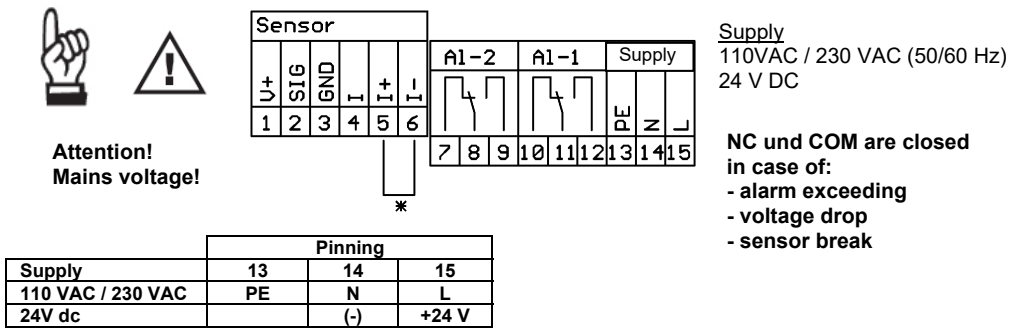 Sensor
V+ SIG GND I I+ I-
1 2 3 4 5 6
*
Al-2 Al-1 Supply
PE N L
7 8 9 10 11 12 13 14 15
Attention!
Mains voltage!
Supply
110VAC / 230 VAC (50/60 Hz)
24 V DC
NC und COM are closed
in case of:
- alarm exceeding
- voltage drop
- sensor break
Pinning
Supply 13 14 15
110 VAC / 230 VAC PE N L
24V dc (-) +24 V